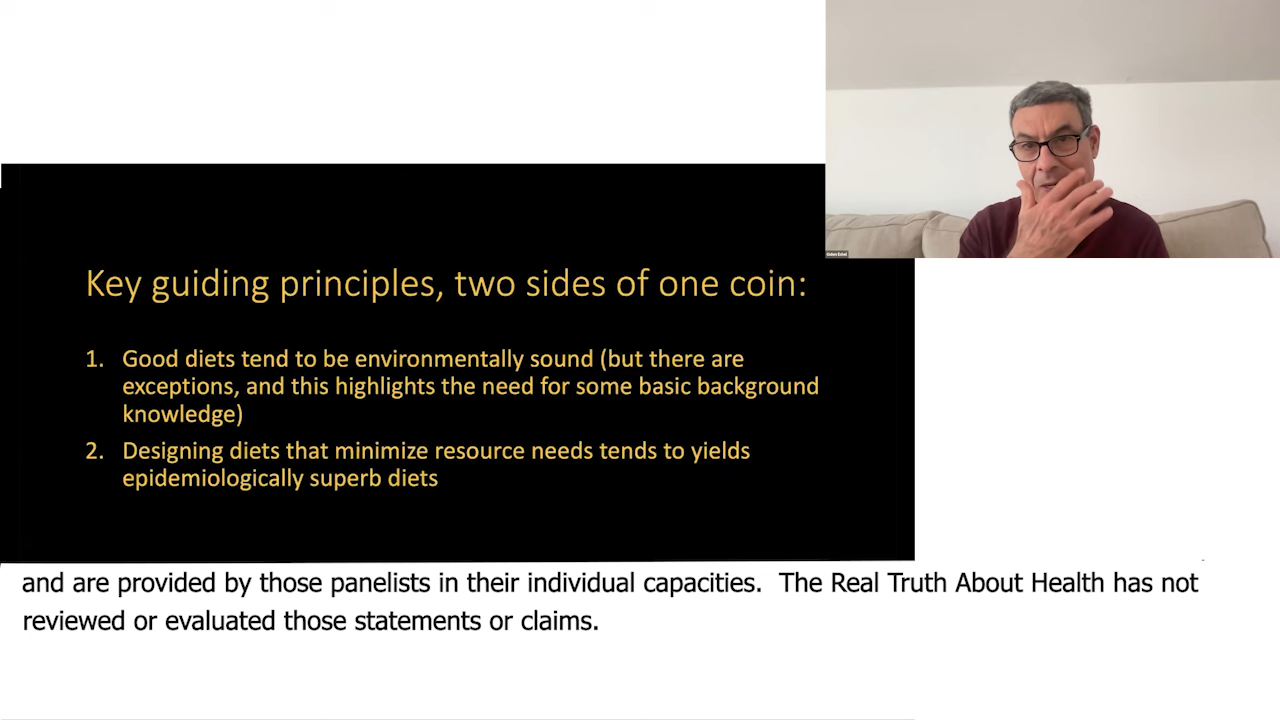 Gidon Eshel
Key guiding principles, two sides of one coin:
1. Good diets tend to be environmentally sound (but there are
exceptions, and this highlights the need for some basic background
knowledge)
2. Designing diets that minimize resource needs tends to yields
epidemiologically superb diets
and are provided by those panelists in their individual capacities. The Real Truth About Health has not
reviewed or evaluated those statements or claims.